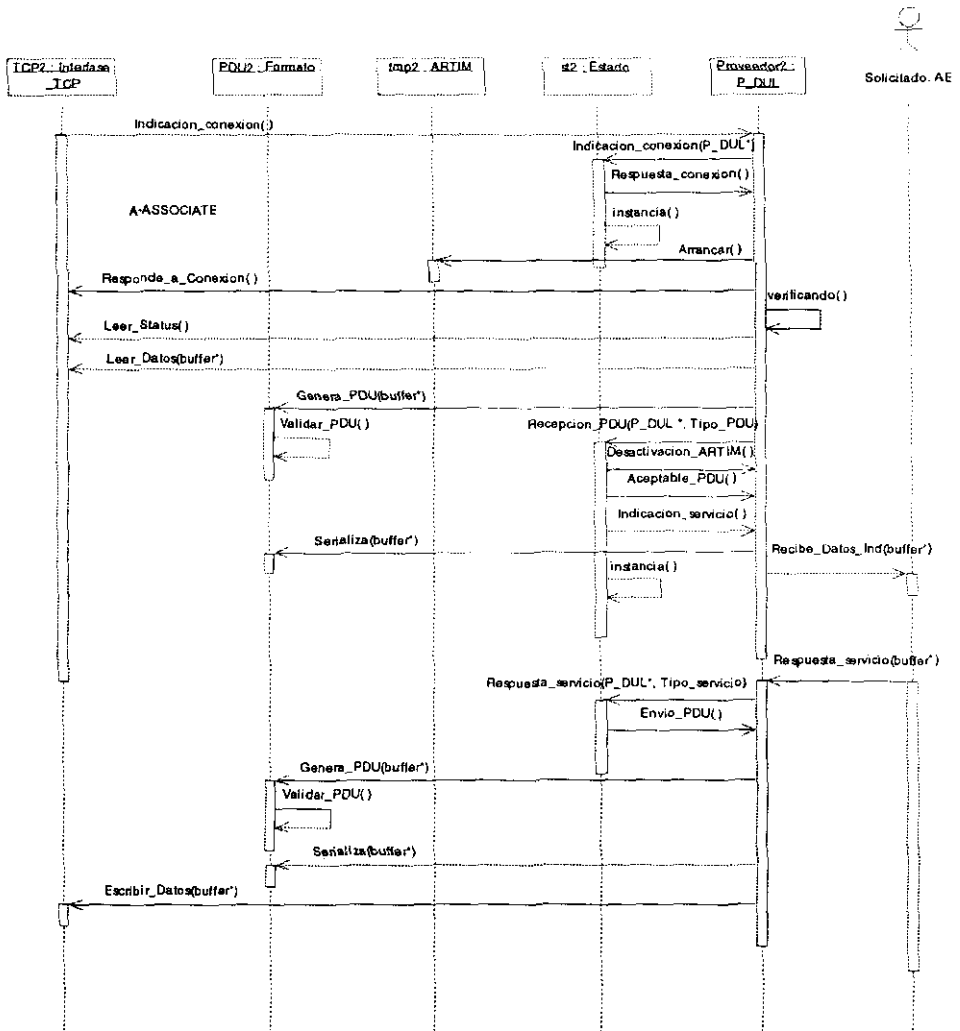 TCP2 : Interfase
_TCP
PDU2 : Formato
tmp2 : ARTIM
st2 : Estado
Proveedor2 :
P_DUL
Solicitado: AE
Indicacion_conexion()
Indicacion_conexion(P_DUL*)
Respuesta_conexion()
A-ASSOCIATE
instancia()
Arrancar()
Responde_a_Conexion()
verificando()
Leer_Status()
Leer_Datos(buffer*)
Genera_PDU(buffer*)
Validar_PDU()
Recepcion_PDU(P_DUL *, Tipo_PDU)
Desactivacion_ARTIM()
Aceptable_PDU()
Indicacion_servicio()
Serializa(buffer*)
Recibe_Datos_Ind(buffer*)
instancia()
Respuesta_servicio(buffer*)
Respuesta_servicio(P_DUL*, Tipo_servicio)
Envio_PDU()
Genera_PDU(buffer*)
Validar_PDU()
Serializa(buffer*)
Escribir_Datos(buffer*)